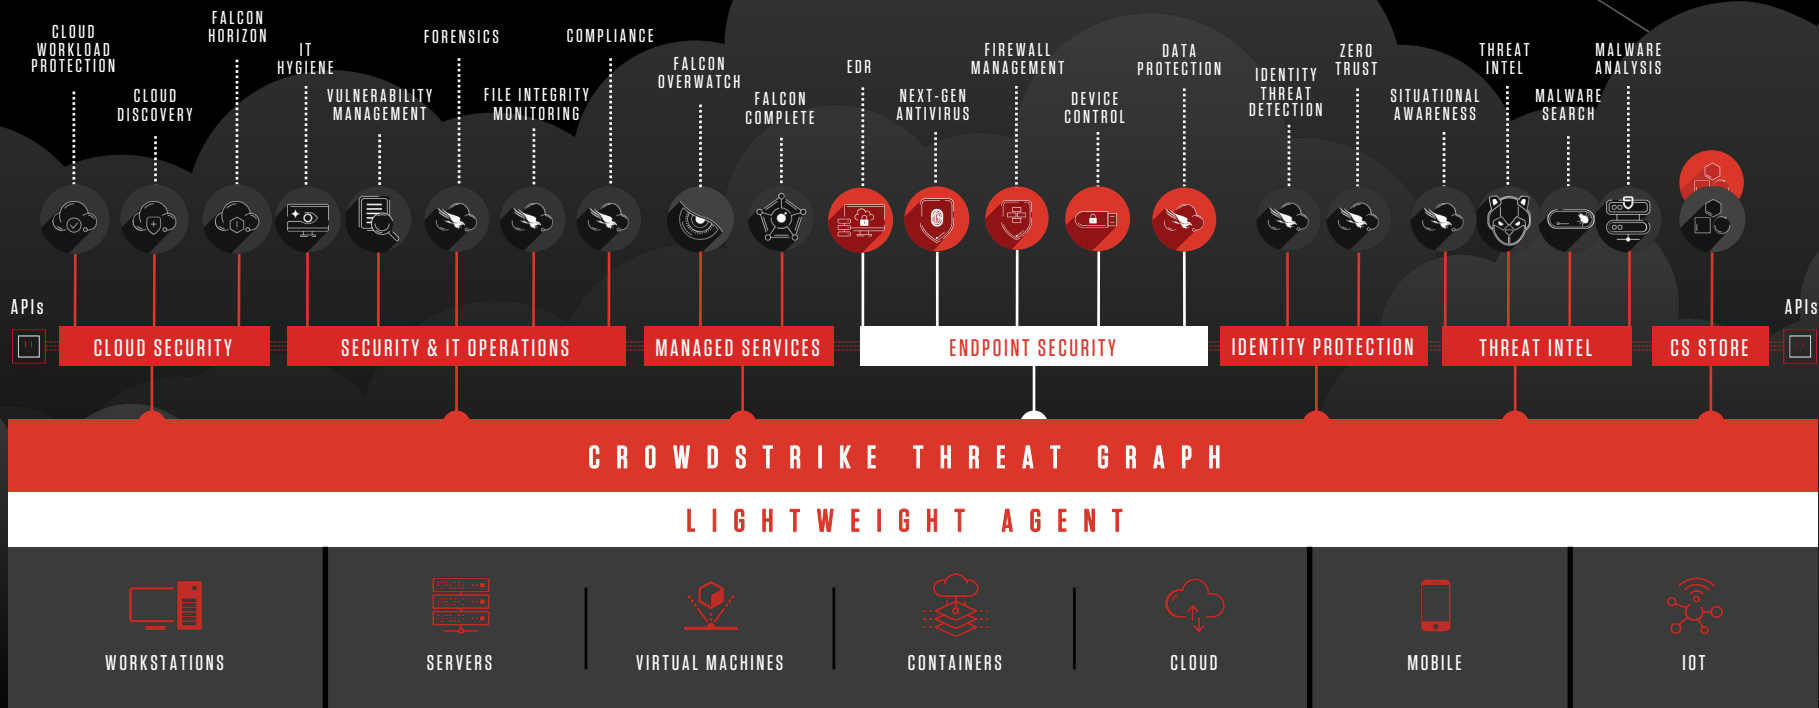 CLOUD
WORKLOAD
PROTECTION
CLOUD
DISCOVERY
FALCON
HORIZON
IT
HYGIENE
VULNERABILITY
MANAGEMENT
FORENSICS
FILE INTEGRITY
MONITORING
COMPLIANCE
FALCON
OVERWATCH
FALCON
COMPLETE
EDR
NEXT-GEN
ANTIVIRUS
FIREWALL
MANAGEMENT
DEVICE
CONTROL
DATA
PROTECTION
IDENTITY
THREAT
DETECTION
ZERO
TRUST
SITUATIONAL
AWARENESS
THREAT
INTEL
MALWARE
SEARCH
MALWARE
ANALYSIS
APIs
CLOUD SECURITY
SECURITY & IT OPERATIONS
MANAGED SERVICES
ENDPOINT SECURITY
IDENTITY PROTECTION
THREAT INTEL
CS STORE
APIs
CROWDSTRIKE THREAT GRAPH
LIGHTWEIGHT AGENT
WORKSTATIONS
SERVERS
VIRTUAL MACHINES
CONTAINERS
CLOUD
MOBILE
IOT